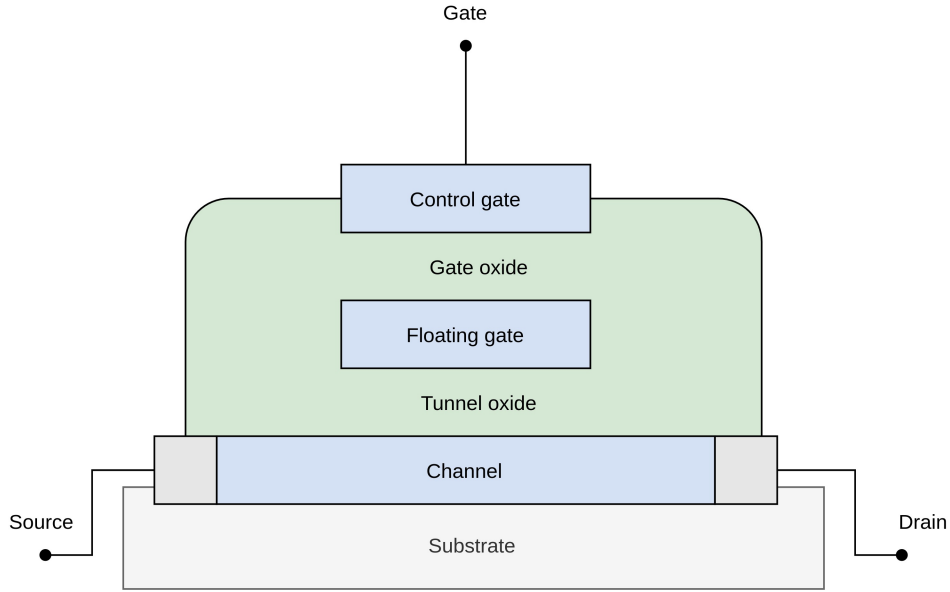 Gate
Control gate
Gate oxide
Floating gate
Tunnel oxide
Channel
Source
Drain
Substrate